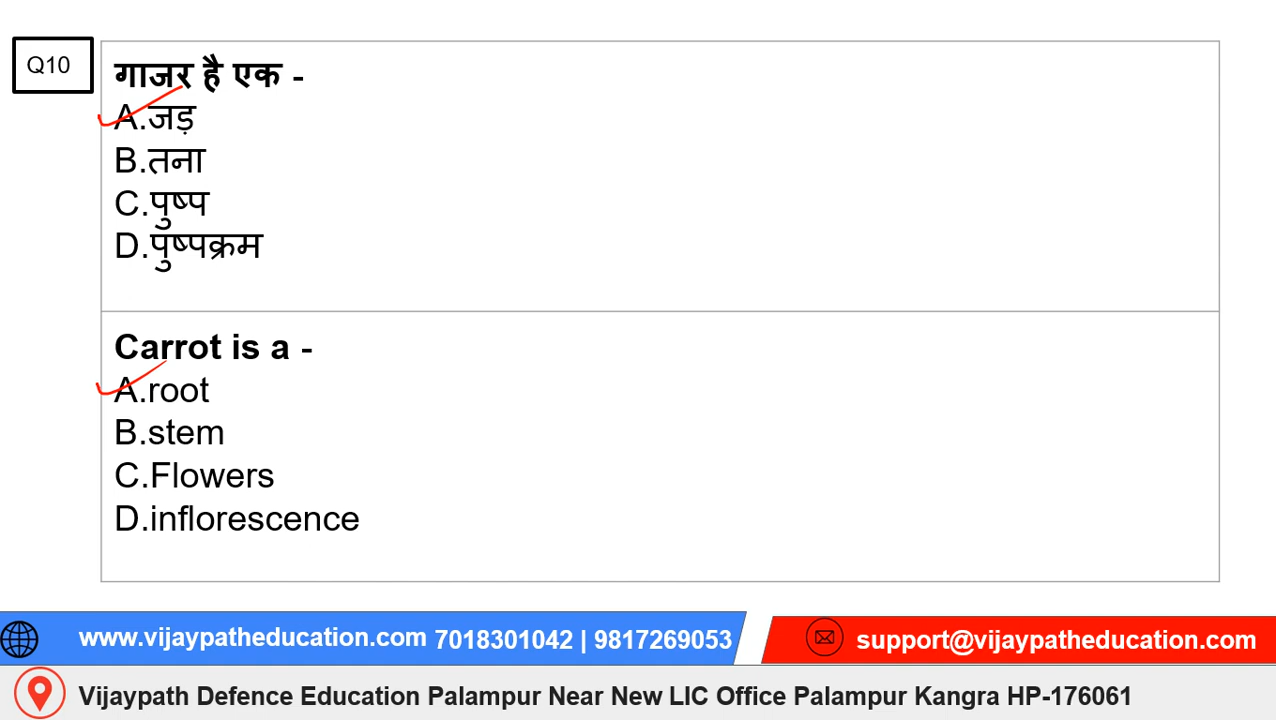 Q10
गाजर है एक -
A.जड़
B.तना
C.पुष्प
D.पुष्पक्रम
Carrot is a -
A.root
B.stem
C.Flowers
D.inflorescence
www.vijaypatheducation.com 7018301042 | 9817269053
support@vijaypatheducation.com
Vijaypath Defence Education Palampur Near New LIC Office Palampur Kangra HP-176061